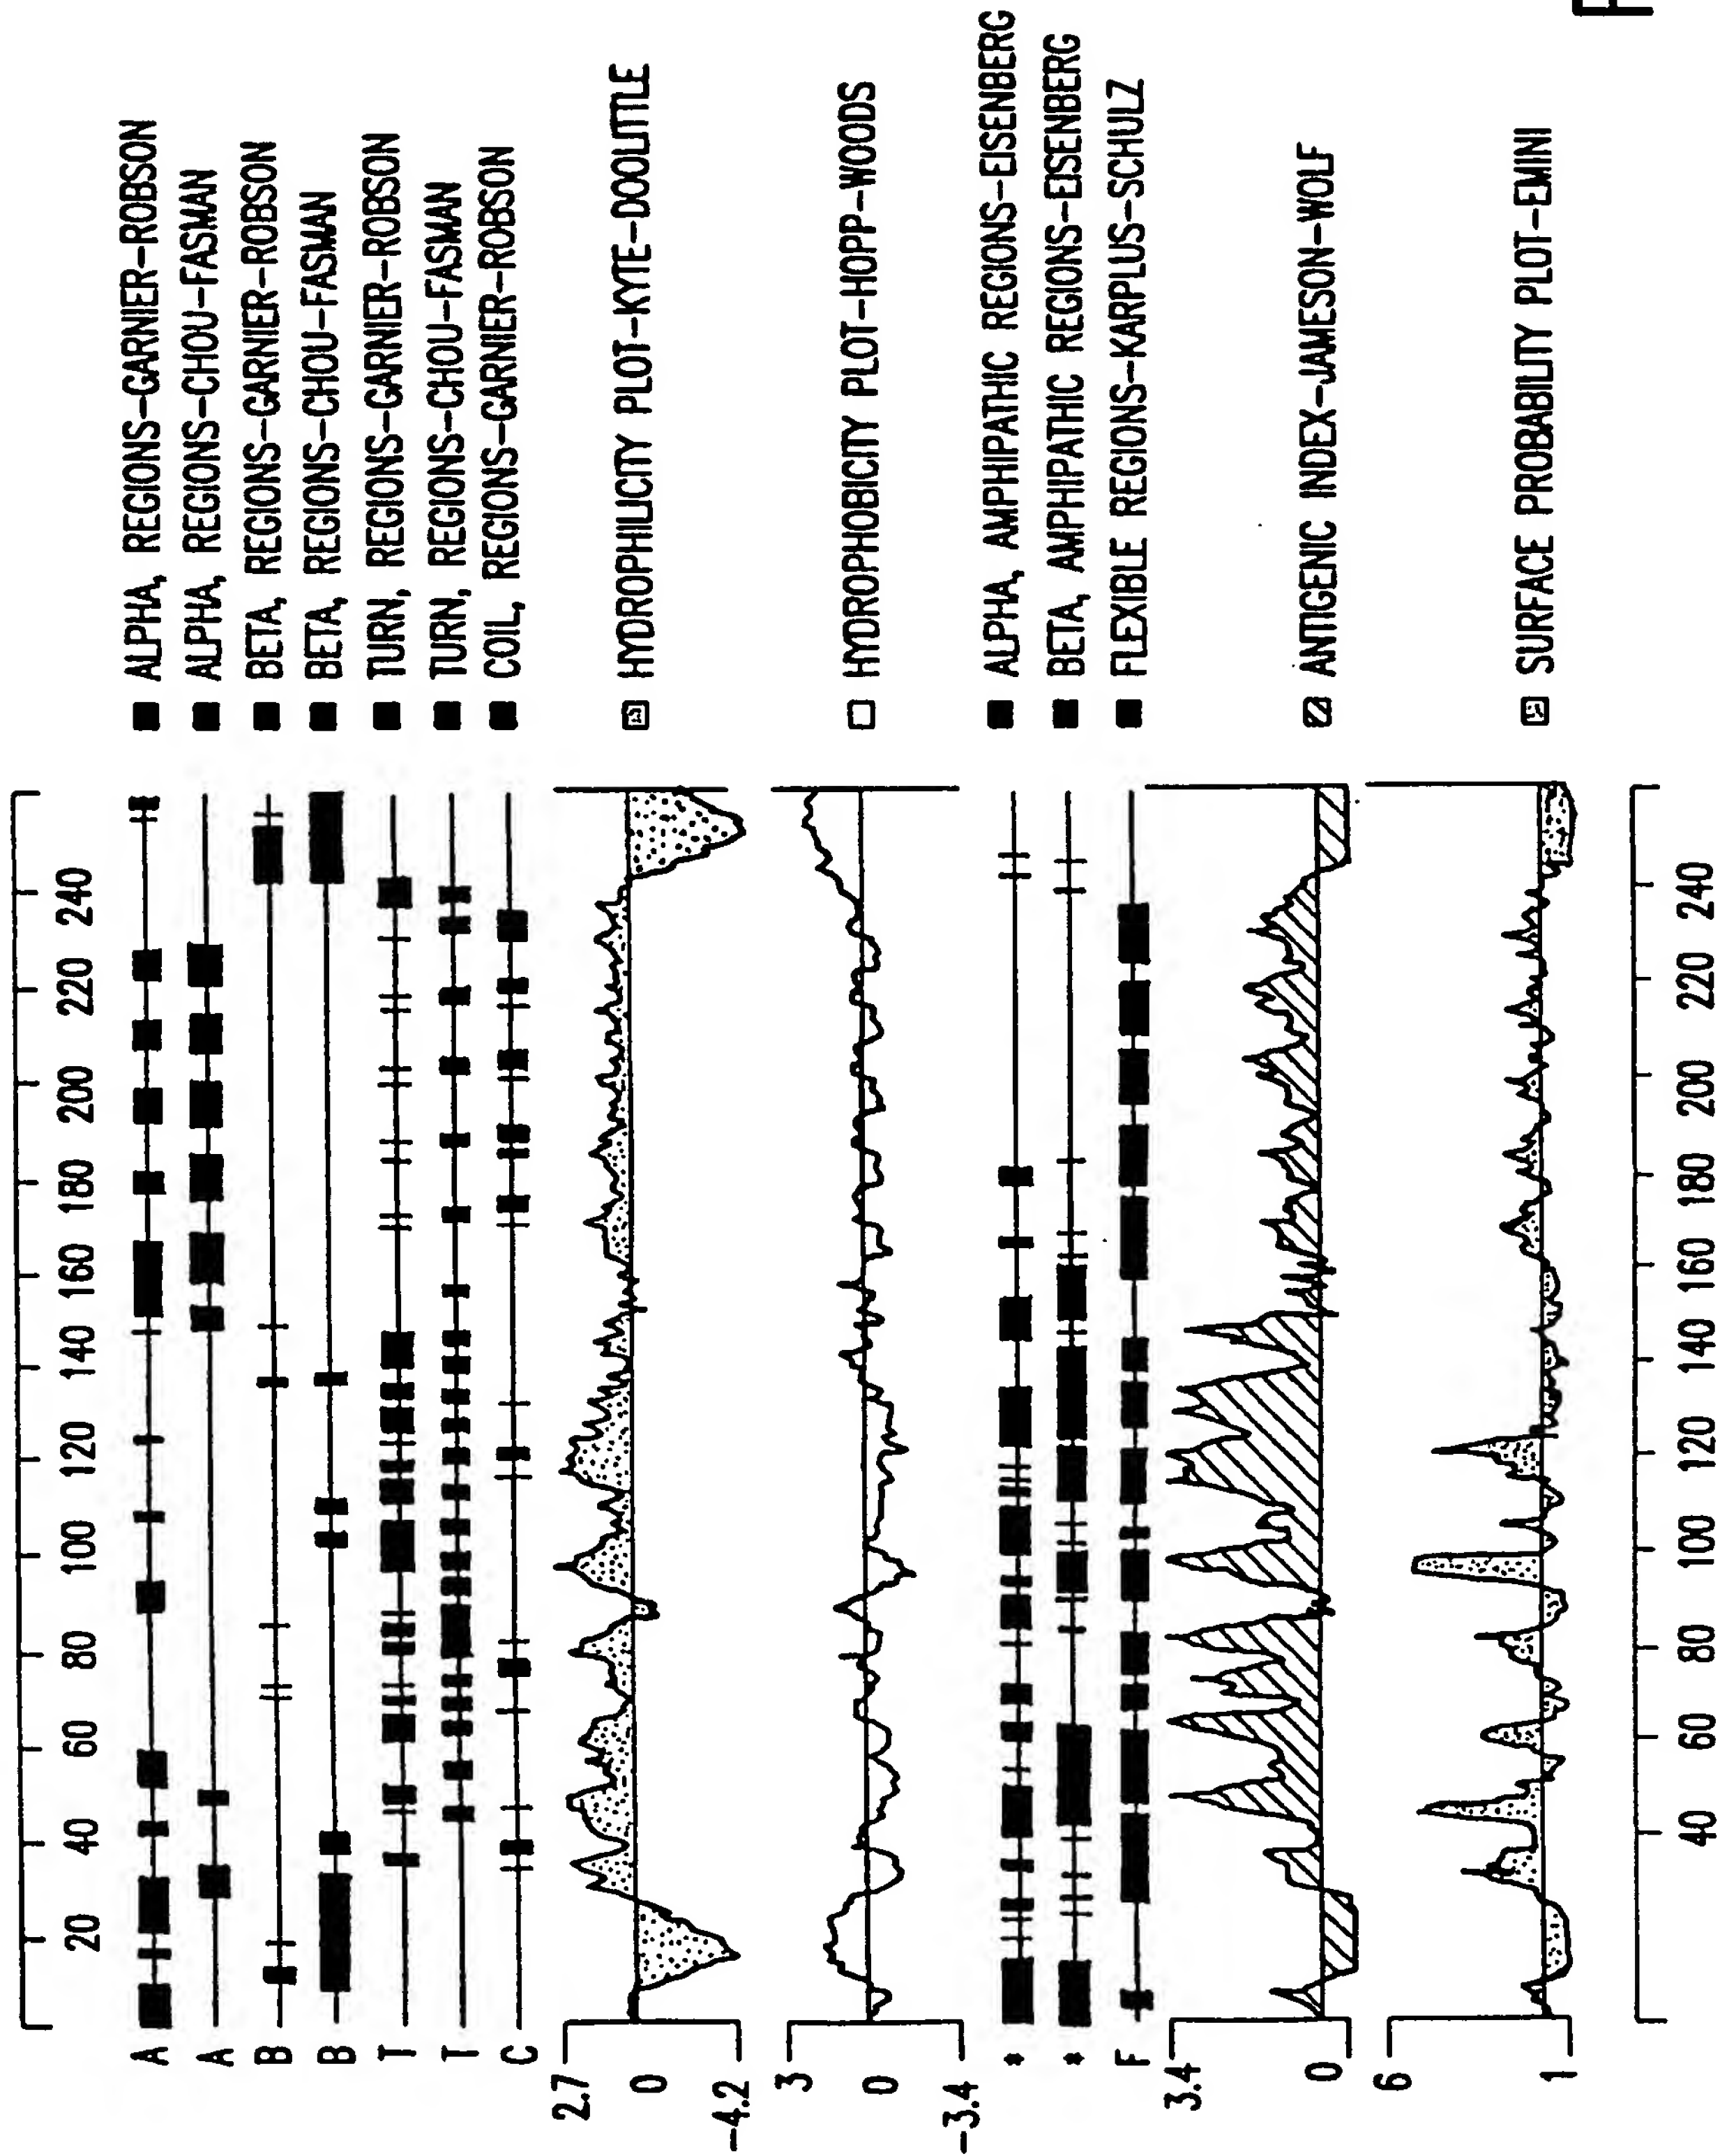 20 40 60 80 100 120 140 160 180 200 220 240
A ALPHA, REGIONS-GARNIER-ROBSON
A ALPHA, REGIONS-CHOU-FASMAN
B BETA, REGIONS-GARNIER-ROBSON
B BETA, REGIONS-CHOU-FASMAN
T TURN, REGIONS-GARNIER-ROBSON
T TURN, REGIONS-CHOU-FASMAN
C COIL, REGIONS-GARNIER-ROBSON
2.7
0 HYDROPHILICITY PLOT-KYTE-DOOLITTLE
-4.2
3
0 HYDROPHOBICITY PLOT-HOPP-WOODS
-3.4
* ALPHA, AMPHIPATHIC REGIONS-EISENBERG
* BETA, AMPHIPATHIC REGIONS-EISENBERG
F FLEXIBLE REGIONS-KARPLUS-SCHULZ
3.4
ANTIGENIC INDEX-JAMESON-WOLF
0
6
SURFACE PROBABILITY PLOT-EMINI
1
40 60 80 100 120 140 160 180 200 220 240